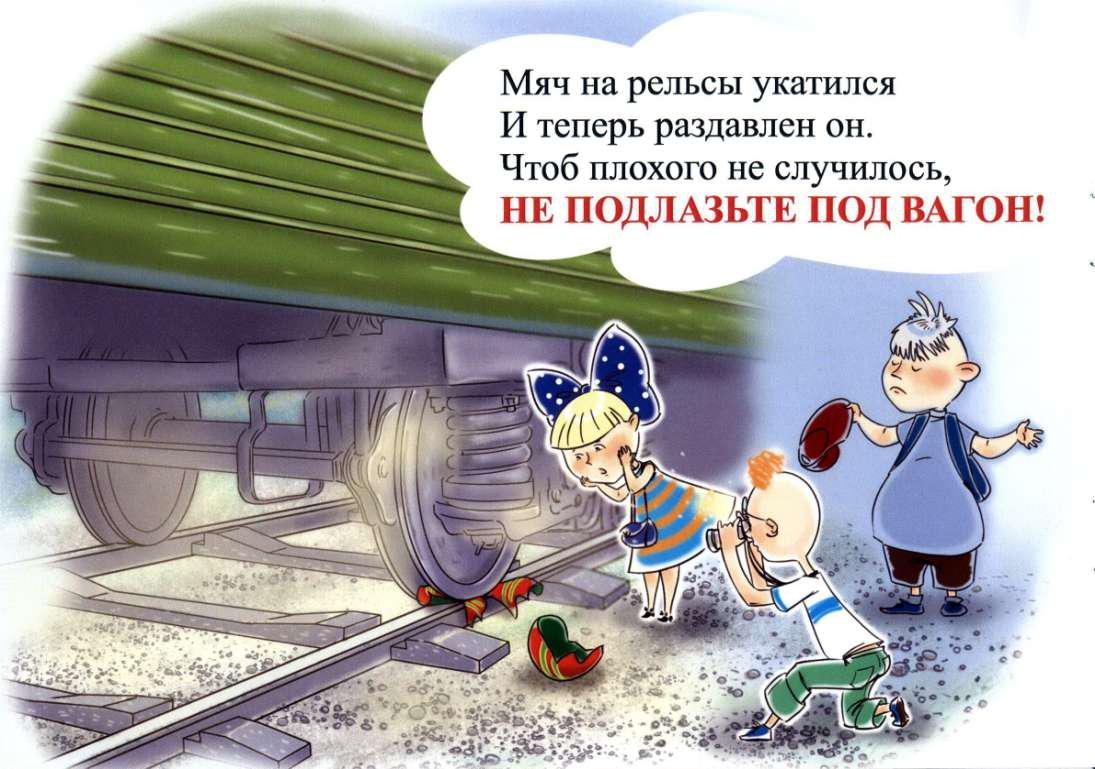 Мяч на рельсы укатился
И теперь раздавлен он.
Чтоб плохого не случилось,
НЕ ПОДЛАЗЬТЕ ПОД ВАГОН!